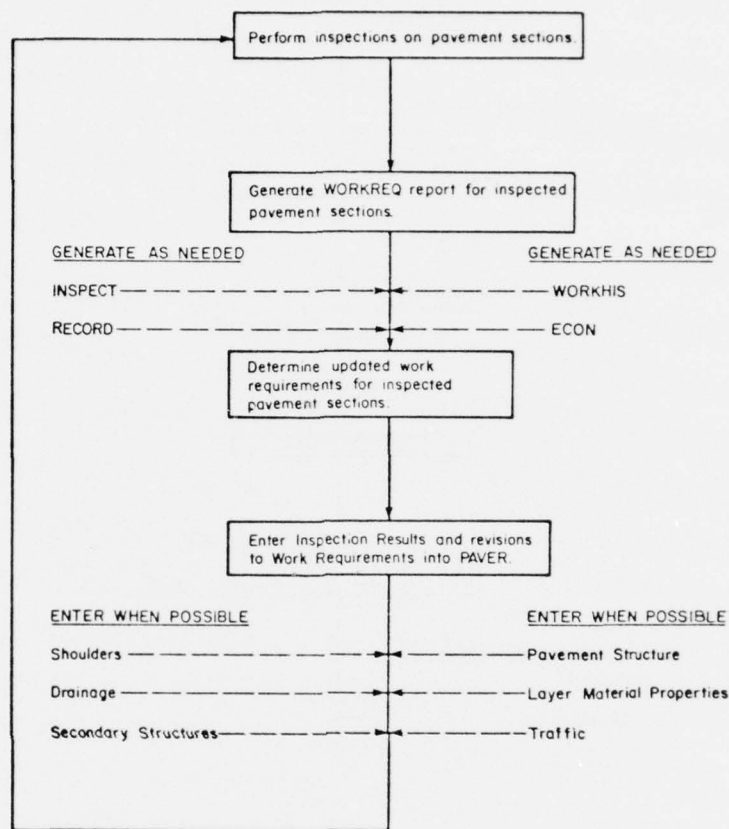 Perform inspections on pavement sections.
Generate WORKREQ report for inspected
pavement sections.
GENERATE AS NEEDED
GENERATE AS NEEDED
INSPECT
WORKHIS
RECORD
ECON
Determine updated work
requirements for inspected
pavement sections.
Enter Inspection Results and revisions
to Work Requirements into PAVER.
ENTER WHEN POSSIBLE
ENTER WHEN POSSIBLE
Shoulders
Pavement Structure
Drainage
Layer Material Properties
Secondary Structures
Traffic